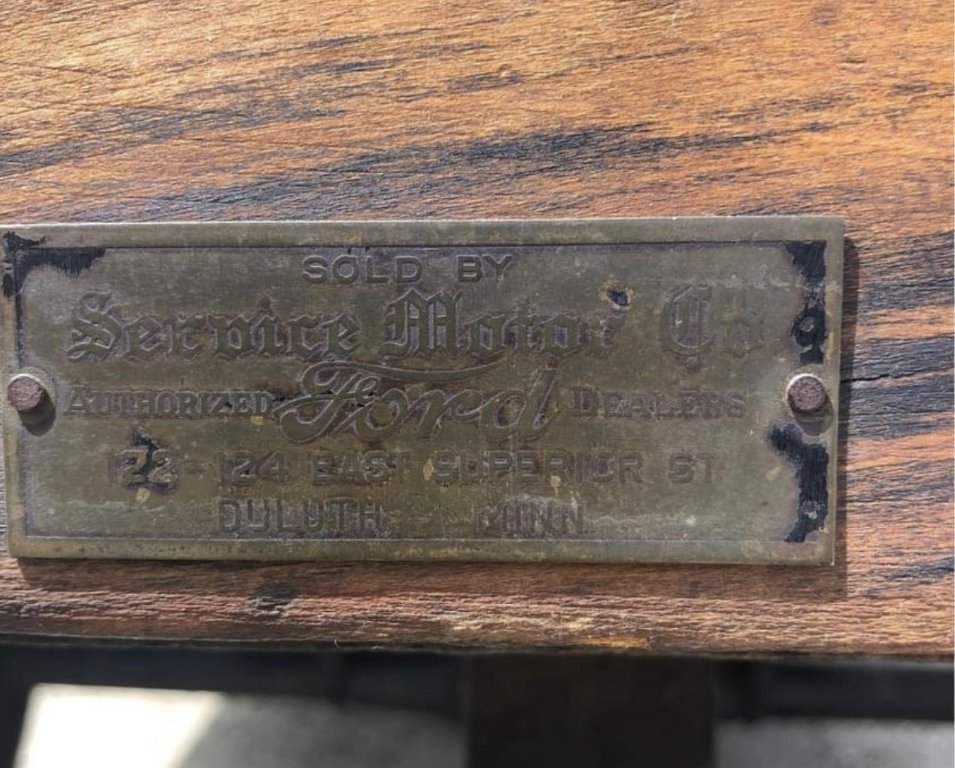 SOLD BY
Service Motor Co
AUTHORIZED Ford DEALERS
122-124 EAST SUPERIOR ST
DULUTH MINN